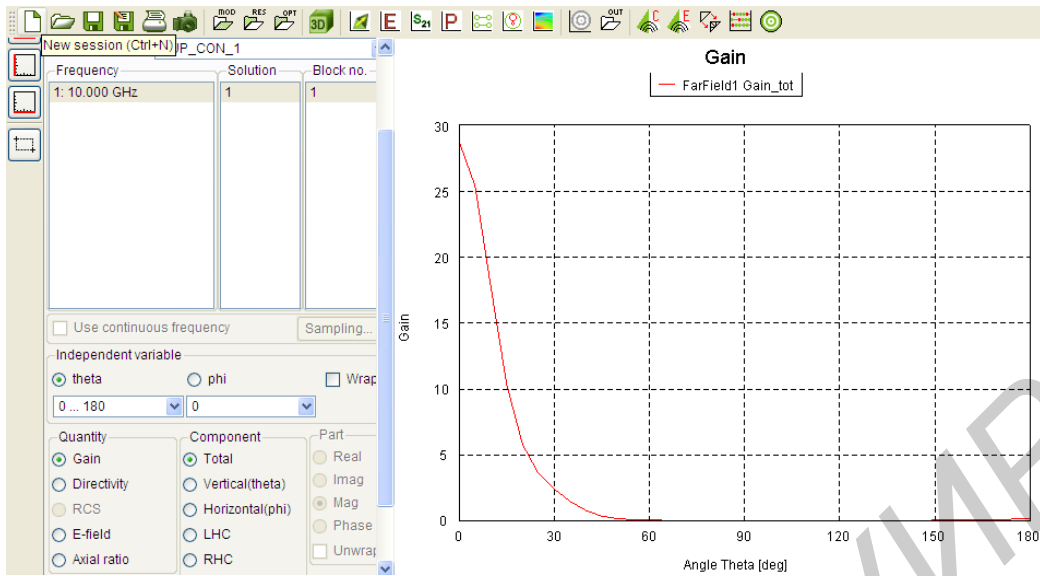 MOD RES OPT OUT
3D E S21 P C E
New session (Ctrl+N) UP_CON_1
Frequency Solution Block no.
1: 10.000 GHz 1 1
Use continuous frequency Sampling...
Independent variable
theta phi Wrap
0 ... 180 0
Quantity Component Part
Gain Total Real
Directivity Vertical(theta) Imag
RCS Horizontal(phi) Mag
E-field LHC Phase
Axial ratio RHC Unwrap
Gain
FarField1 Gain_tot
30
25
20
15
10
5
0
Gain
0 30 60 90 120 150 180
Angle Theta [deg]